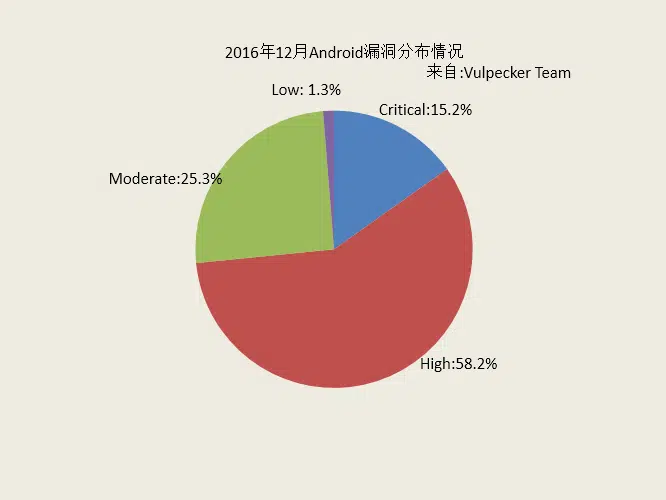 2016年12月Android漏洞分布情况
来自:Vulpecker Team
Low: 1.3%
Critical:15.2%
Moderate:25.3%
High:58.2%